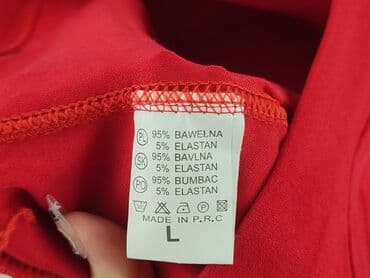 PL 95% BAWEŁNA
5% ELASTAN
SK 95% BAVLNA
5% ELASTAN
RO 95% BUMBAC
5% ELASTAN
MADE IN P.R.C
L